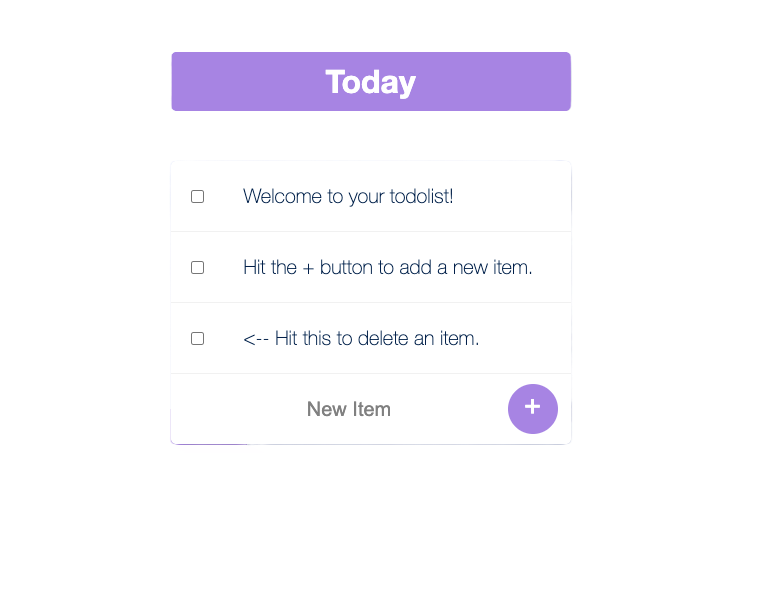 Today
Welcome to your todolist!
Hit the + button to add a new item.
<-- Hit this to delete an item.
New Item
+